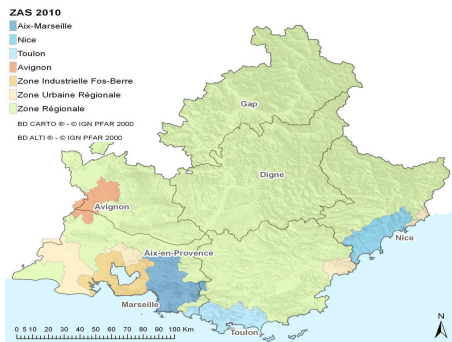 ZAS 2010
Aix-Marseille
Nice
Toulon
Avignon
Zone Industrielle Fos-Berre
Zone Urbaine Régionale
Zone Régionale
BD CARTO ® - © IGN PFAR 2000
BD ALTI ® - © IGN PFAR 2000
Gap
Digne
Avignon
Nice
Aix-en-Provence
Marseille
Toulon
N
0 5 10 20 30 40 50 60 70 80 90 100 Km